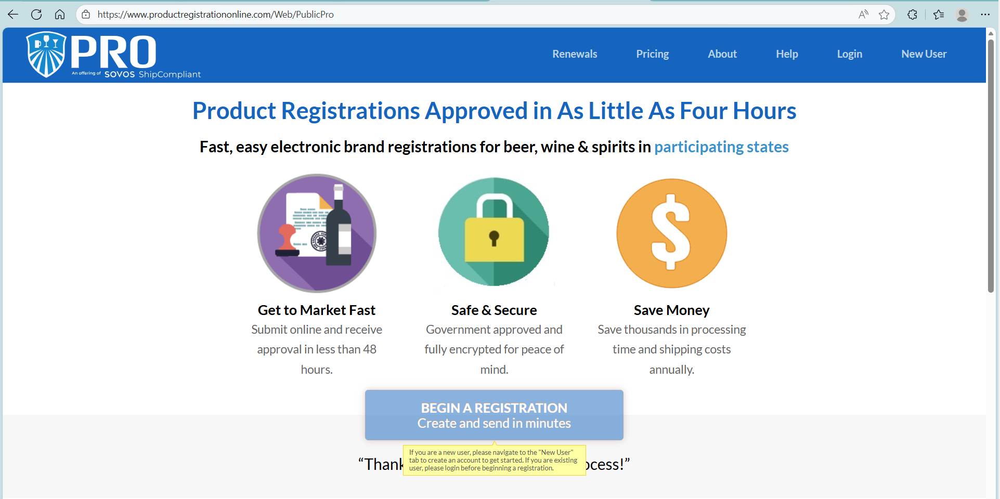 https://www.productregistrationonline.com/Web/PublicPro
PRO
An offering of SOVOS ShipCompliant
Renewals Pricing About Help Login New User
Product Registrations Approved in As Little As Four Hours
Fast, easy electronic brand registrations for beer, wine & spirits in participating states
Get to Market Fast
Submit online and receive
approval in less than 48
hours.
Safe & Secure
Government approved and
fully encrypted for peace of
mind.
Save Money
Save thousands in processing
time and shipping costs
annually.
BEGIN A REGISTRATION
Create and send in minutes
If you are a new user, please navigate to the "New User"
tab to create an account to get started. If you are existing
user, please login before beginning a registration.
“Thank ocess!”